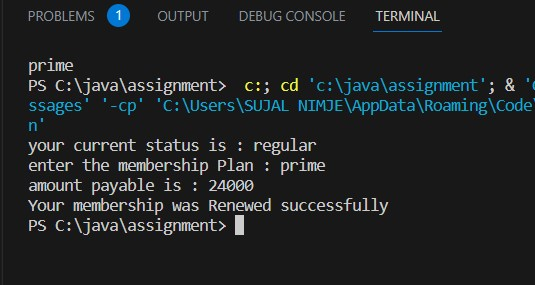 PROBLEMS 1 OUTPUT DEBUG CONSOLE TERMINAL
prime
PS C:\java\assignment>  c:; cd 'c:\java\assignment'; & 'C
ssages' '-cp' 'C:\Users\SUJAL NIMJE\AppData\Roaming\Code\
n'
your current status is : regular
enter the membership Plan : prime
amount payable is : 24000
Your membership was Renewed successfully
PS C:\java\assignment>